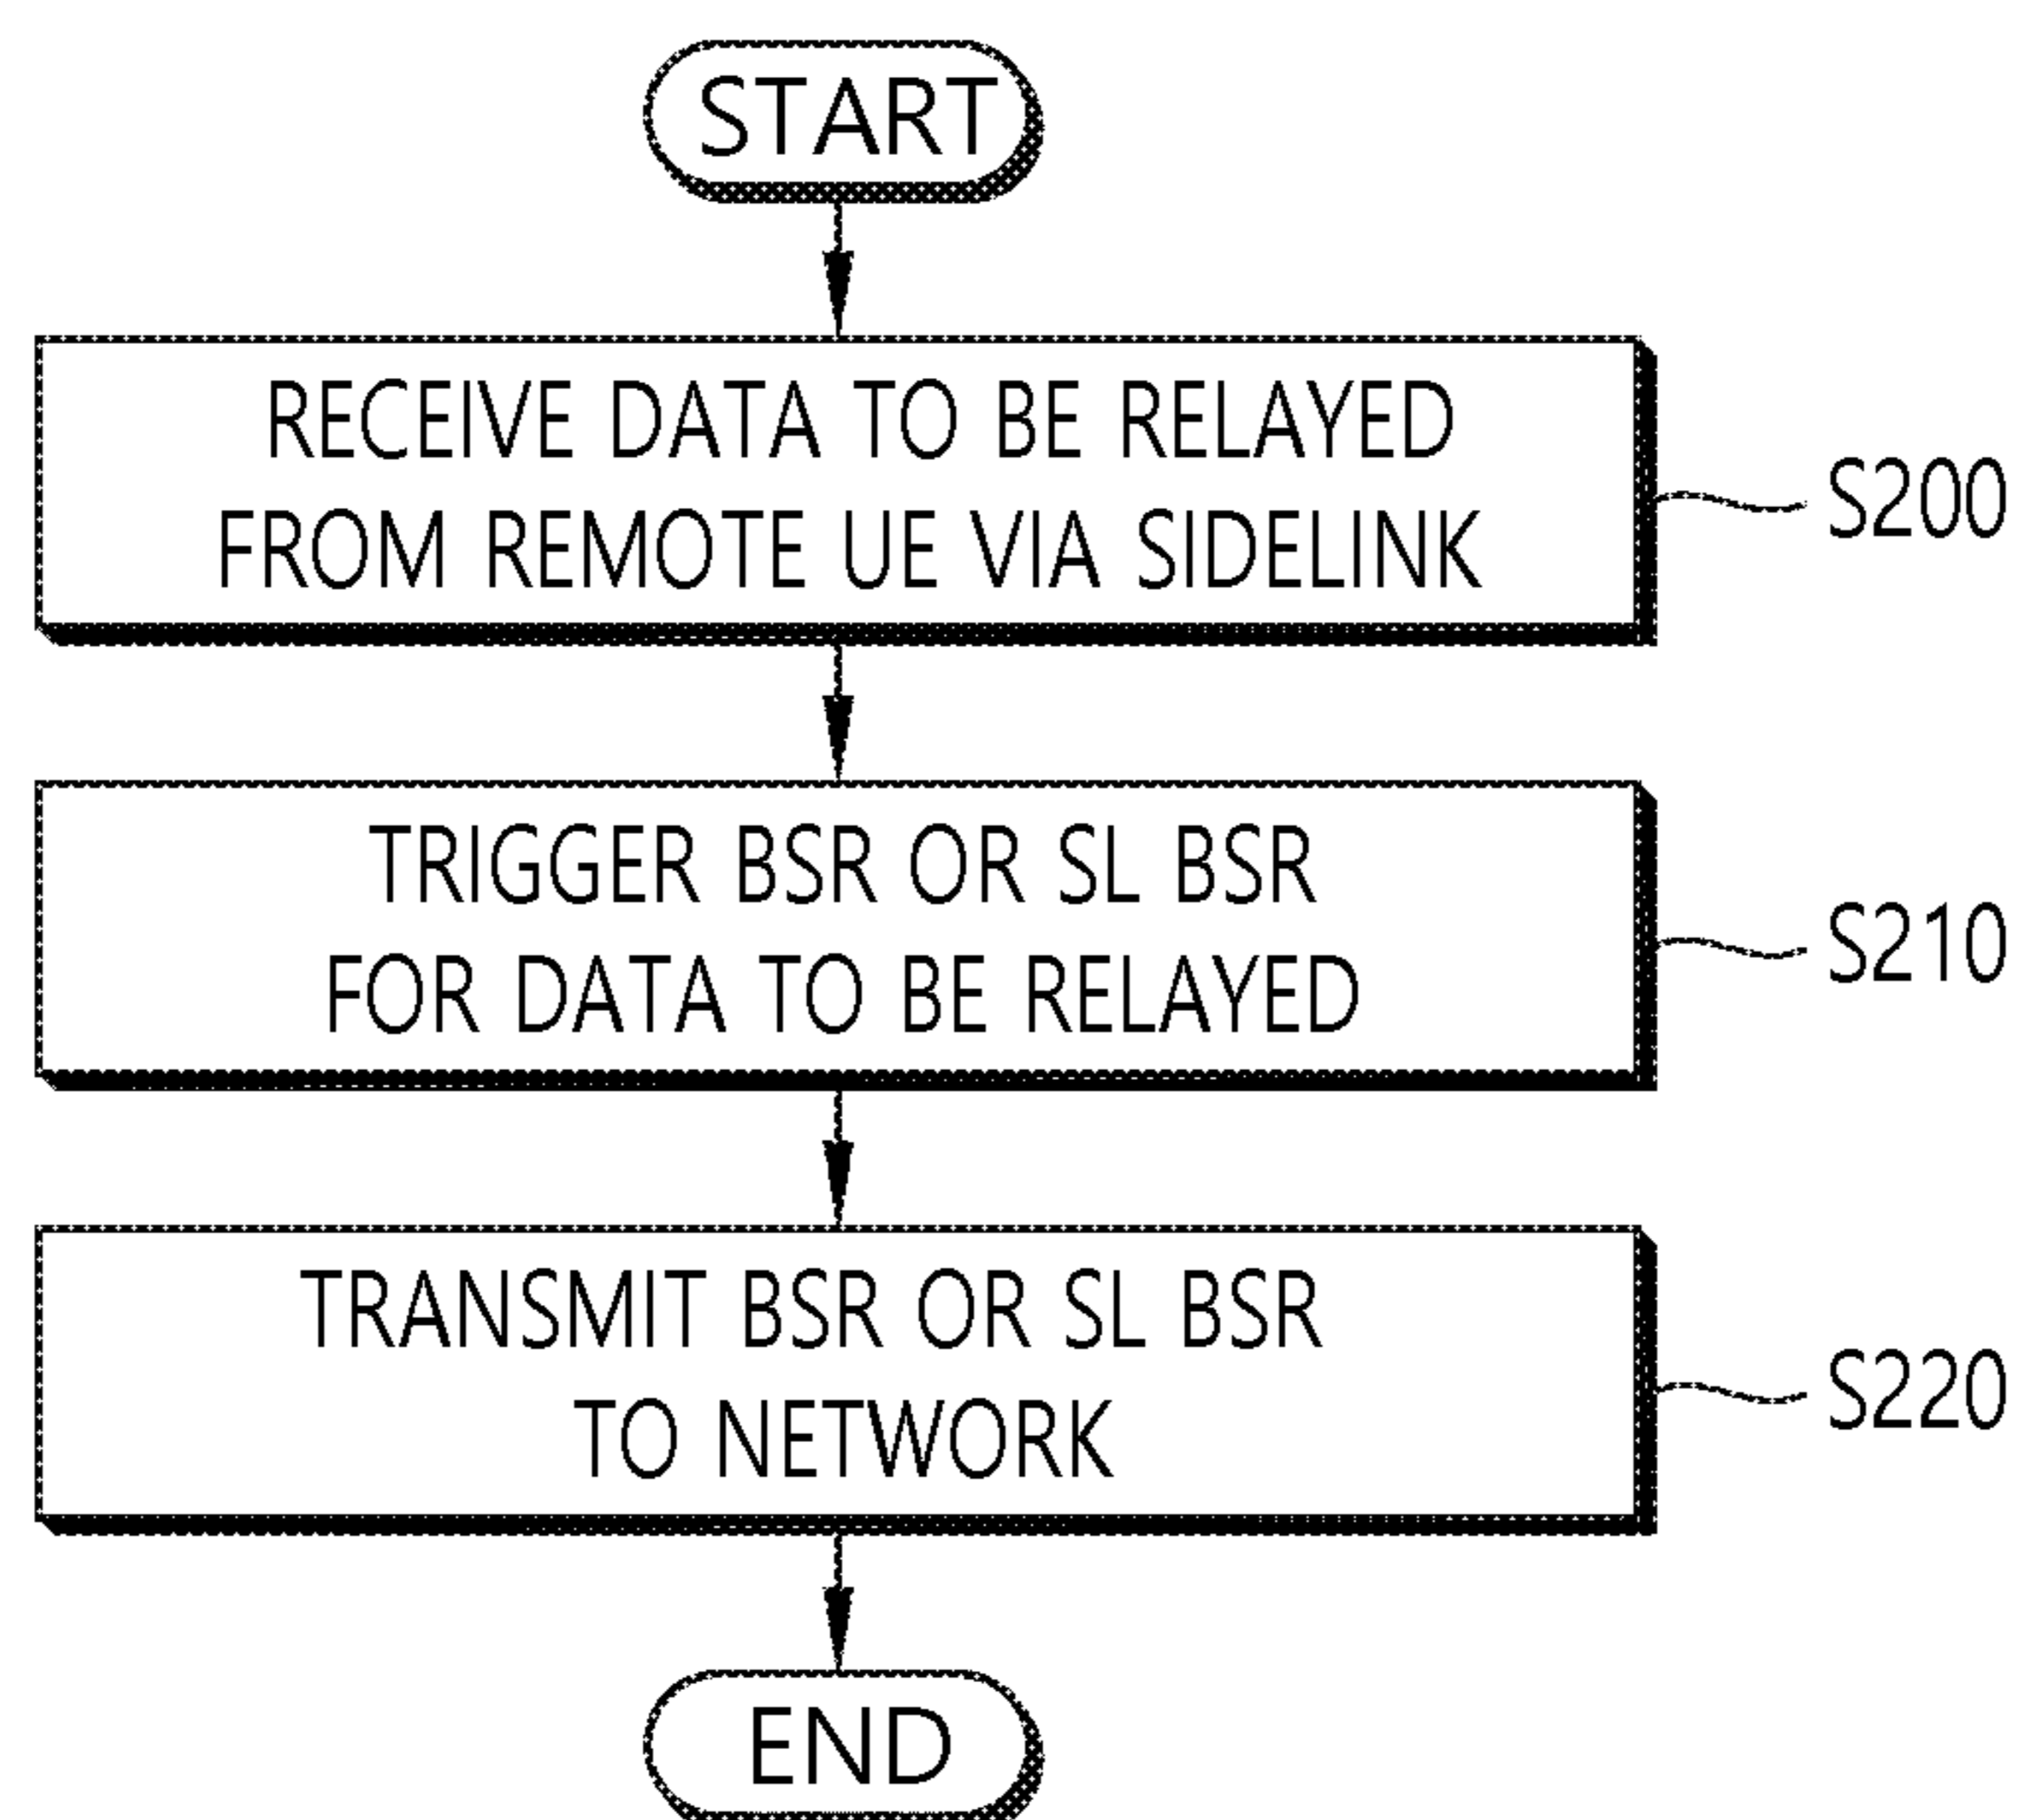 START
RECEIVE DATA TO BE RELAYED
FROM REMOTE UE VIA SIDELINK
S200
TRIGGER BSR OR SL BSR
FOR DATA TO BE RELAYED
S210
TRANSMIT BSR OR SL BSR
TO NETWORK
S220
END